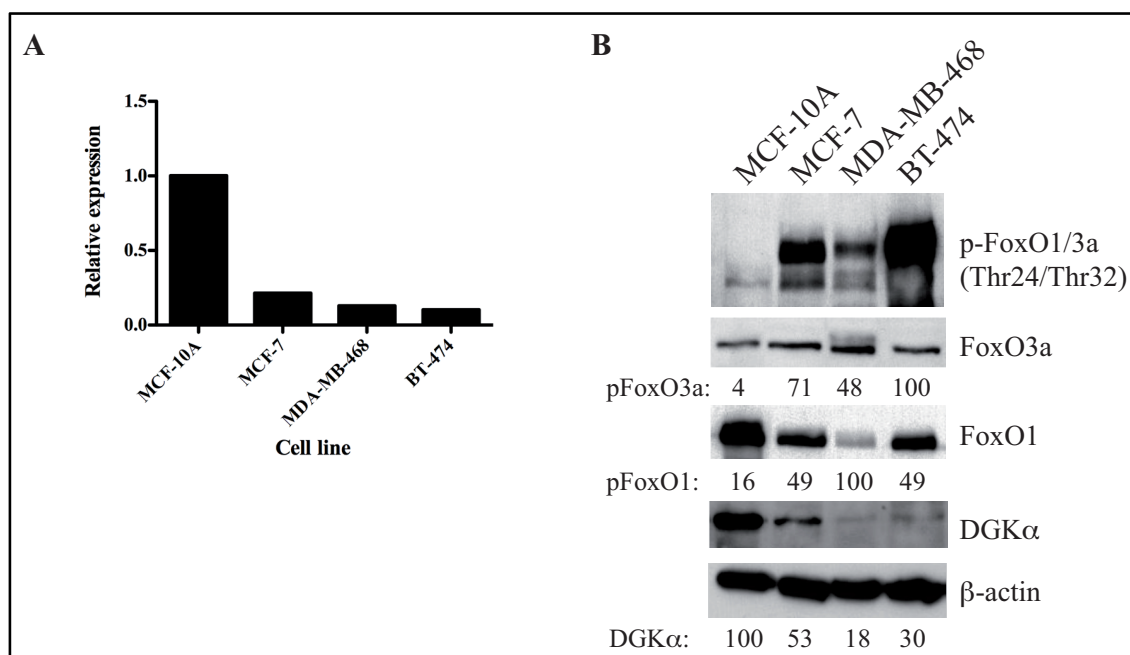 A
Relative expression
1.5
1.0
0.5
0.0
MCF-10A
MCF-7
MDA-MB-468
BT-474
Cell line
B
MCF-10A
MCF-7
MDA-MB-468
BT-474
p-FoxO1/3a
(Thr24/Thr32)
FoxO3a
pFoxO3a: 4 71 48 100
FoxO1
pFoxO1: 16 49 100 49
DGKα
β-actin
DGKα: 100 53 18 30